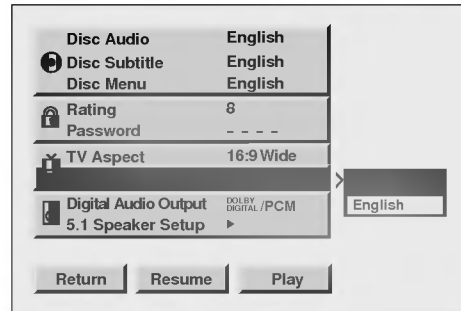 Disc Audio English
Disc Subtitle English
Disc Menu English
Rating 8
Password - - - -
TV Aspect 16:9 Wide
English
Digital Audio Output DOLBY DIGITAL /PCM
5.1 Speaker Setup ▶
Return Resume Play